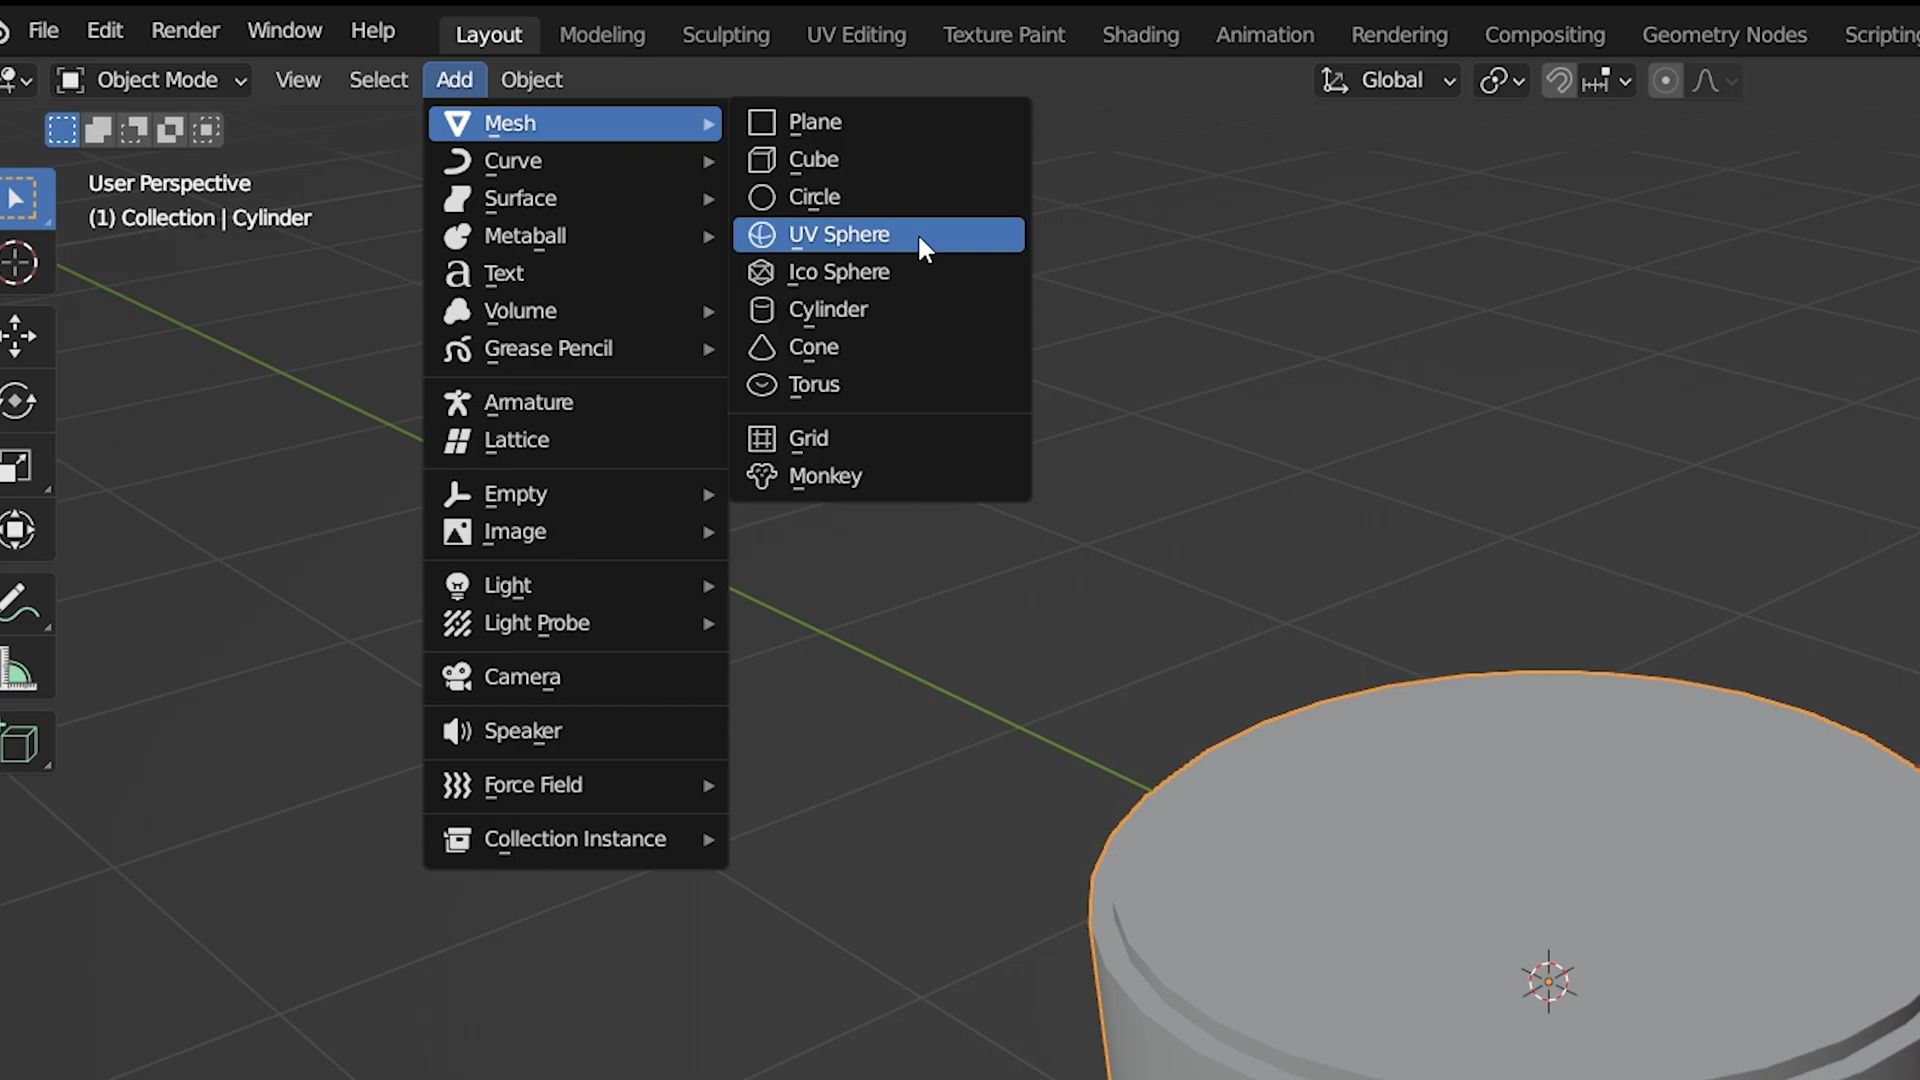 File Edit Render Window Help Layout Modeling Sculpting UV Editing Texture Paint Shading Animation Rendering Compositing Geometry Nodes Scripting
Object Mode View Select Add Object Global
User Perspective
(1) Collection | Cylinder
Mesh
Curve
Surface
Metaball
Text
Volume
Grease Pencil
Armature
Lattice
Empty
Image
Light
Light Probe
Camera
Speaker
Force Field
Collection Instance
Plane
Cube
Circle
UV Sphere
Ico Sphere
Cylinder
Cone
Torus
Grid
Monkey